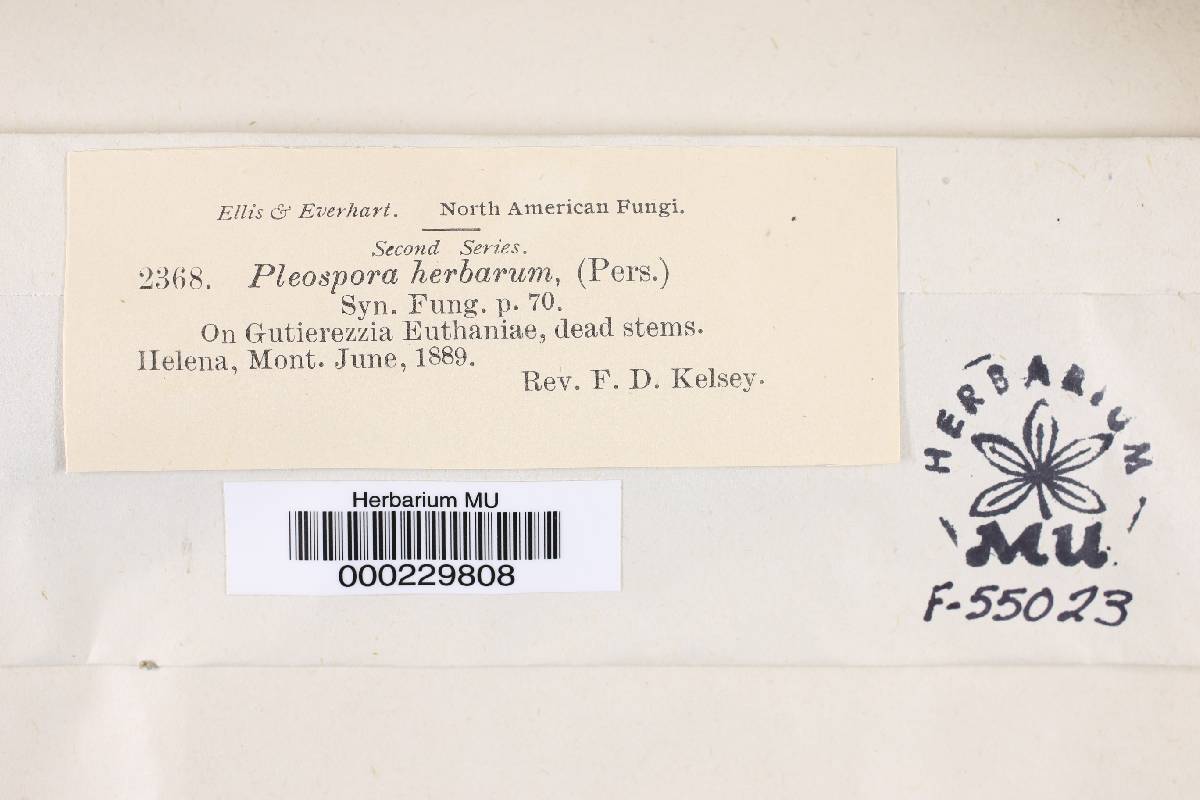 Ellis & Everhart. North American Fungi.
Second Series.
2368. Pleospora herbarum, (Pers.)
Syn. Fung. p. 70.
On Gutierezzia Euthaniae, dead stems.
Helena, Mont. June, 1889.
Rev. F. D. Kelsey.
Herbarium MU
000229808
HERBARIUM
MU
F-55023